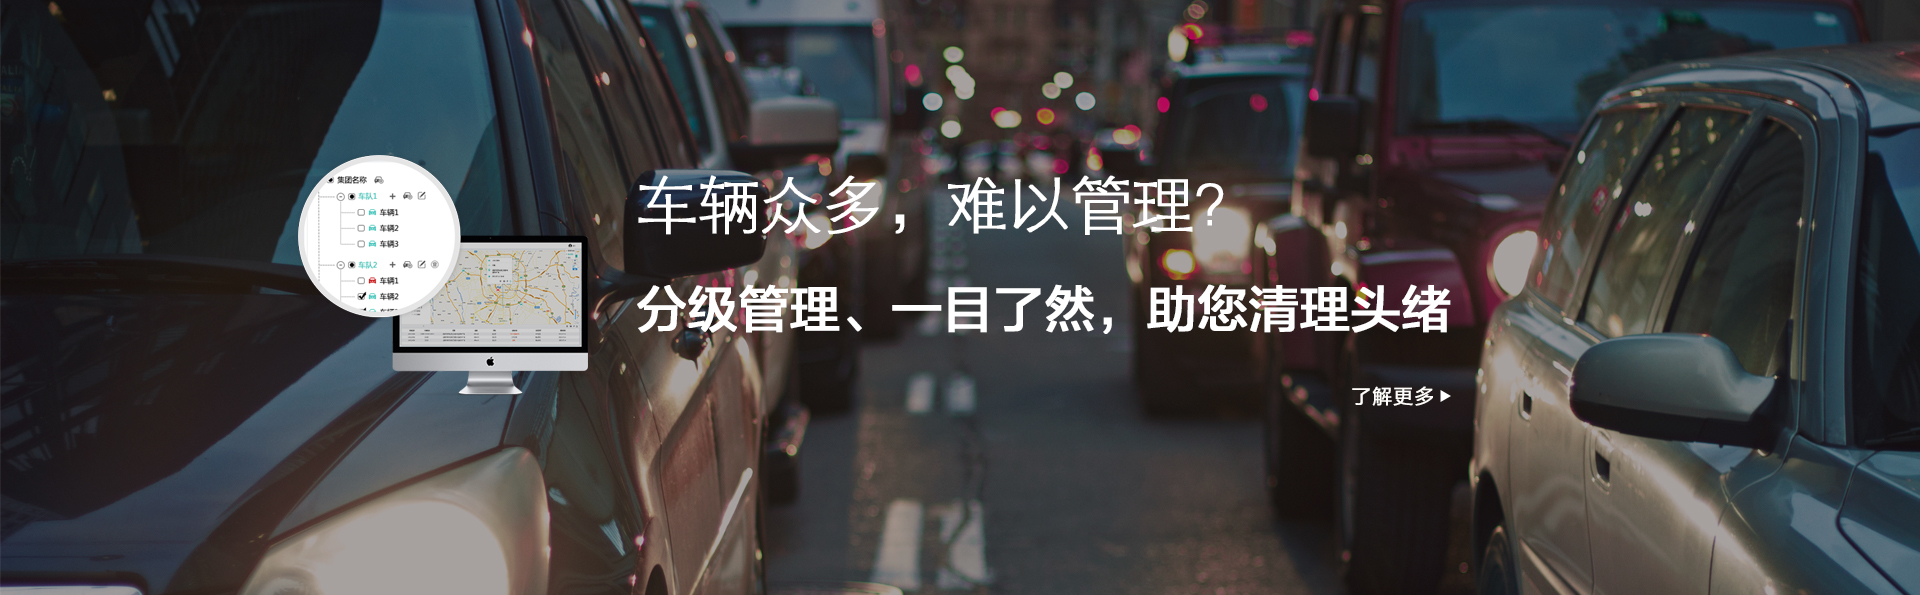 集团名称
车队1
车辆1
车辆2
车辆3
车队2
车辆1
车辆2
车辆众多，难以管理?
分级管理、一目了然，助您清理头绪
了解更多